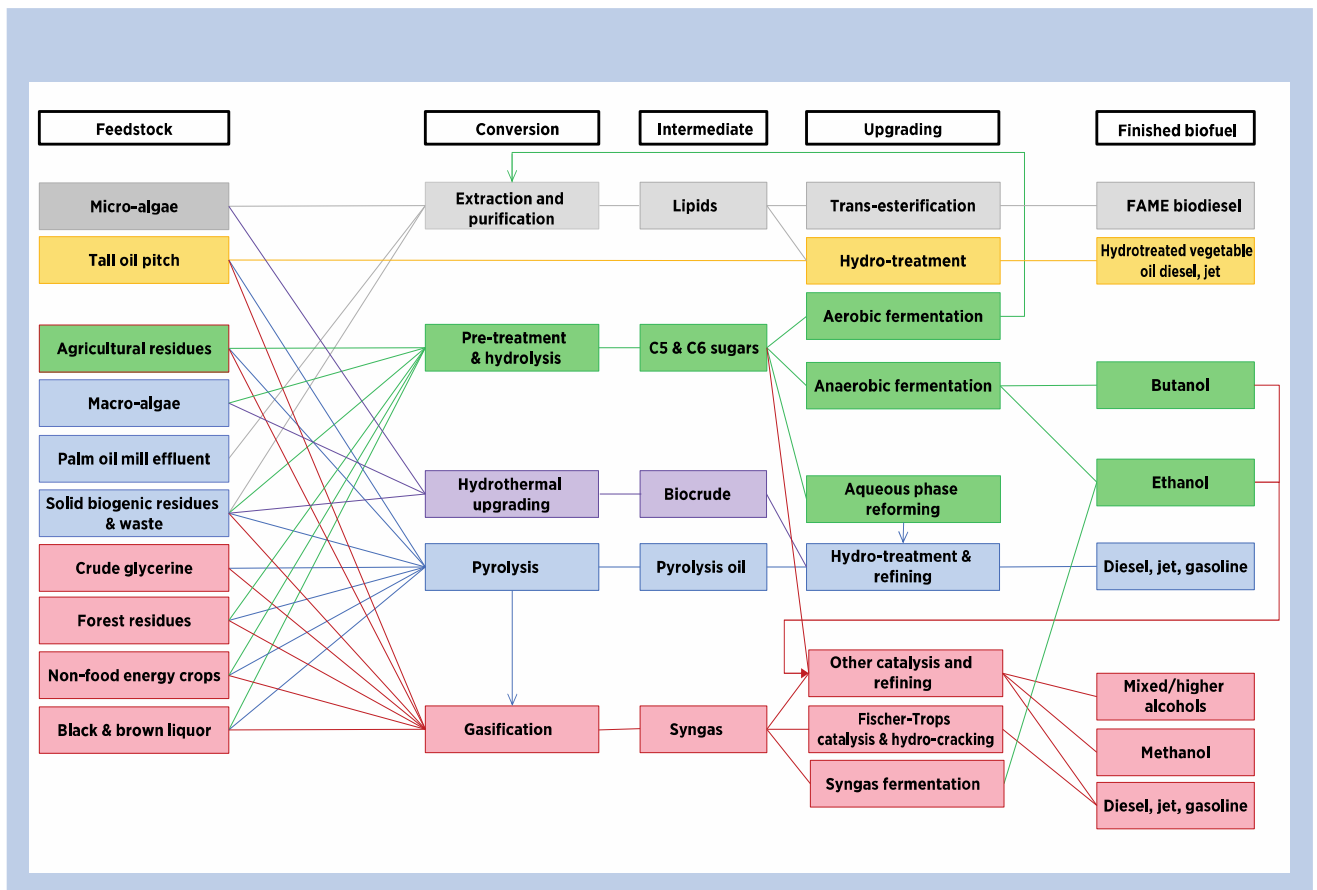 Feedstock
Conversion
Intermediate
Upgrading
Finished biofuel
Micro-algae
Extraction and
purification
Lipids
Trans-esterification
FAME biodiesel
Tall oil pitch
Hydro-treatment
Hydrotreated vegetable
oil diesel, jet
Agricultural residues
Pre-treatment
& hydrolysis
C5 & C6 sugars
Aerobic fermentation
Macro-algae
Anaerobic fermentation
Butanol
Palm oil mill effluent
Solid biogenic residues
& waste
Hydrothermal
upgrading
Biocrude
Aqueous phase
reforming
Ethanol
Crude glycerine
Pyrolysis
Pyrolysis oil
Hydro-treatment &
refining
Diesel, jet, gasoline
Forest residues
Non-food energy crops
Other catalysis and
refining
Mixed/higher
alcohols
Black & brown liquor
Gasification
Syngas
Fischer-Trops
catalysis & hydro-cracking
Methanol
Syngas fermentation
Diesel, jet, gasoline